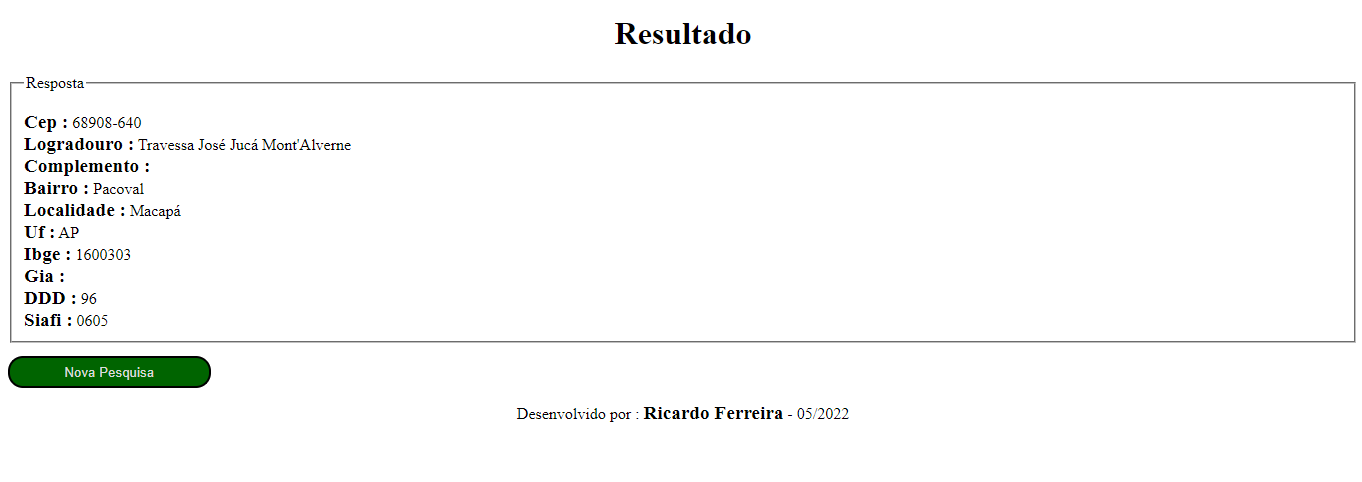 Resultado
Resposta
Cep : 68908-640
Logradouro : Travessa José Jucá Mont'Alverne
Complemento :
Bairro : Pacoval
Localidade : Macapá
Uf : AP
Ibge : 1600303
Gia :
DDD : 96
Siafi : 0605
Nova Pesquisa
Desenvolvido por : Ricardo Ferreira - 05/2022